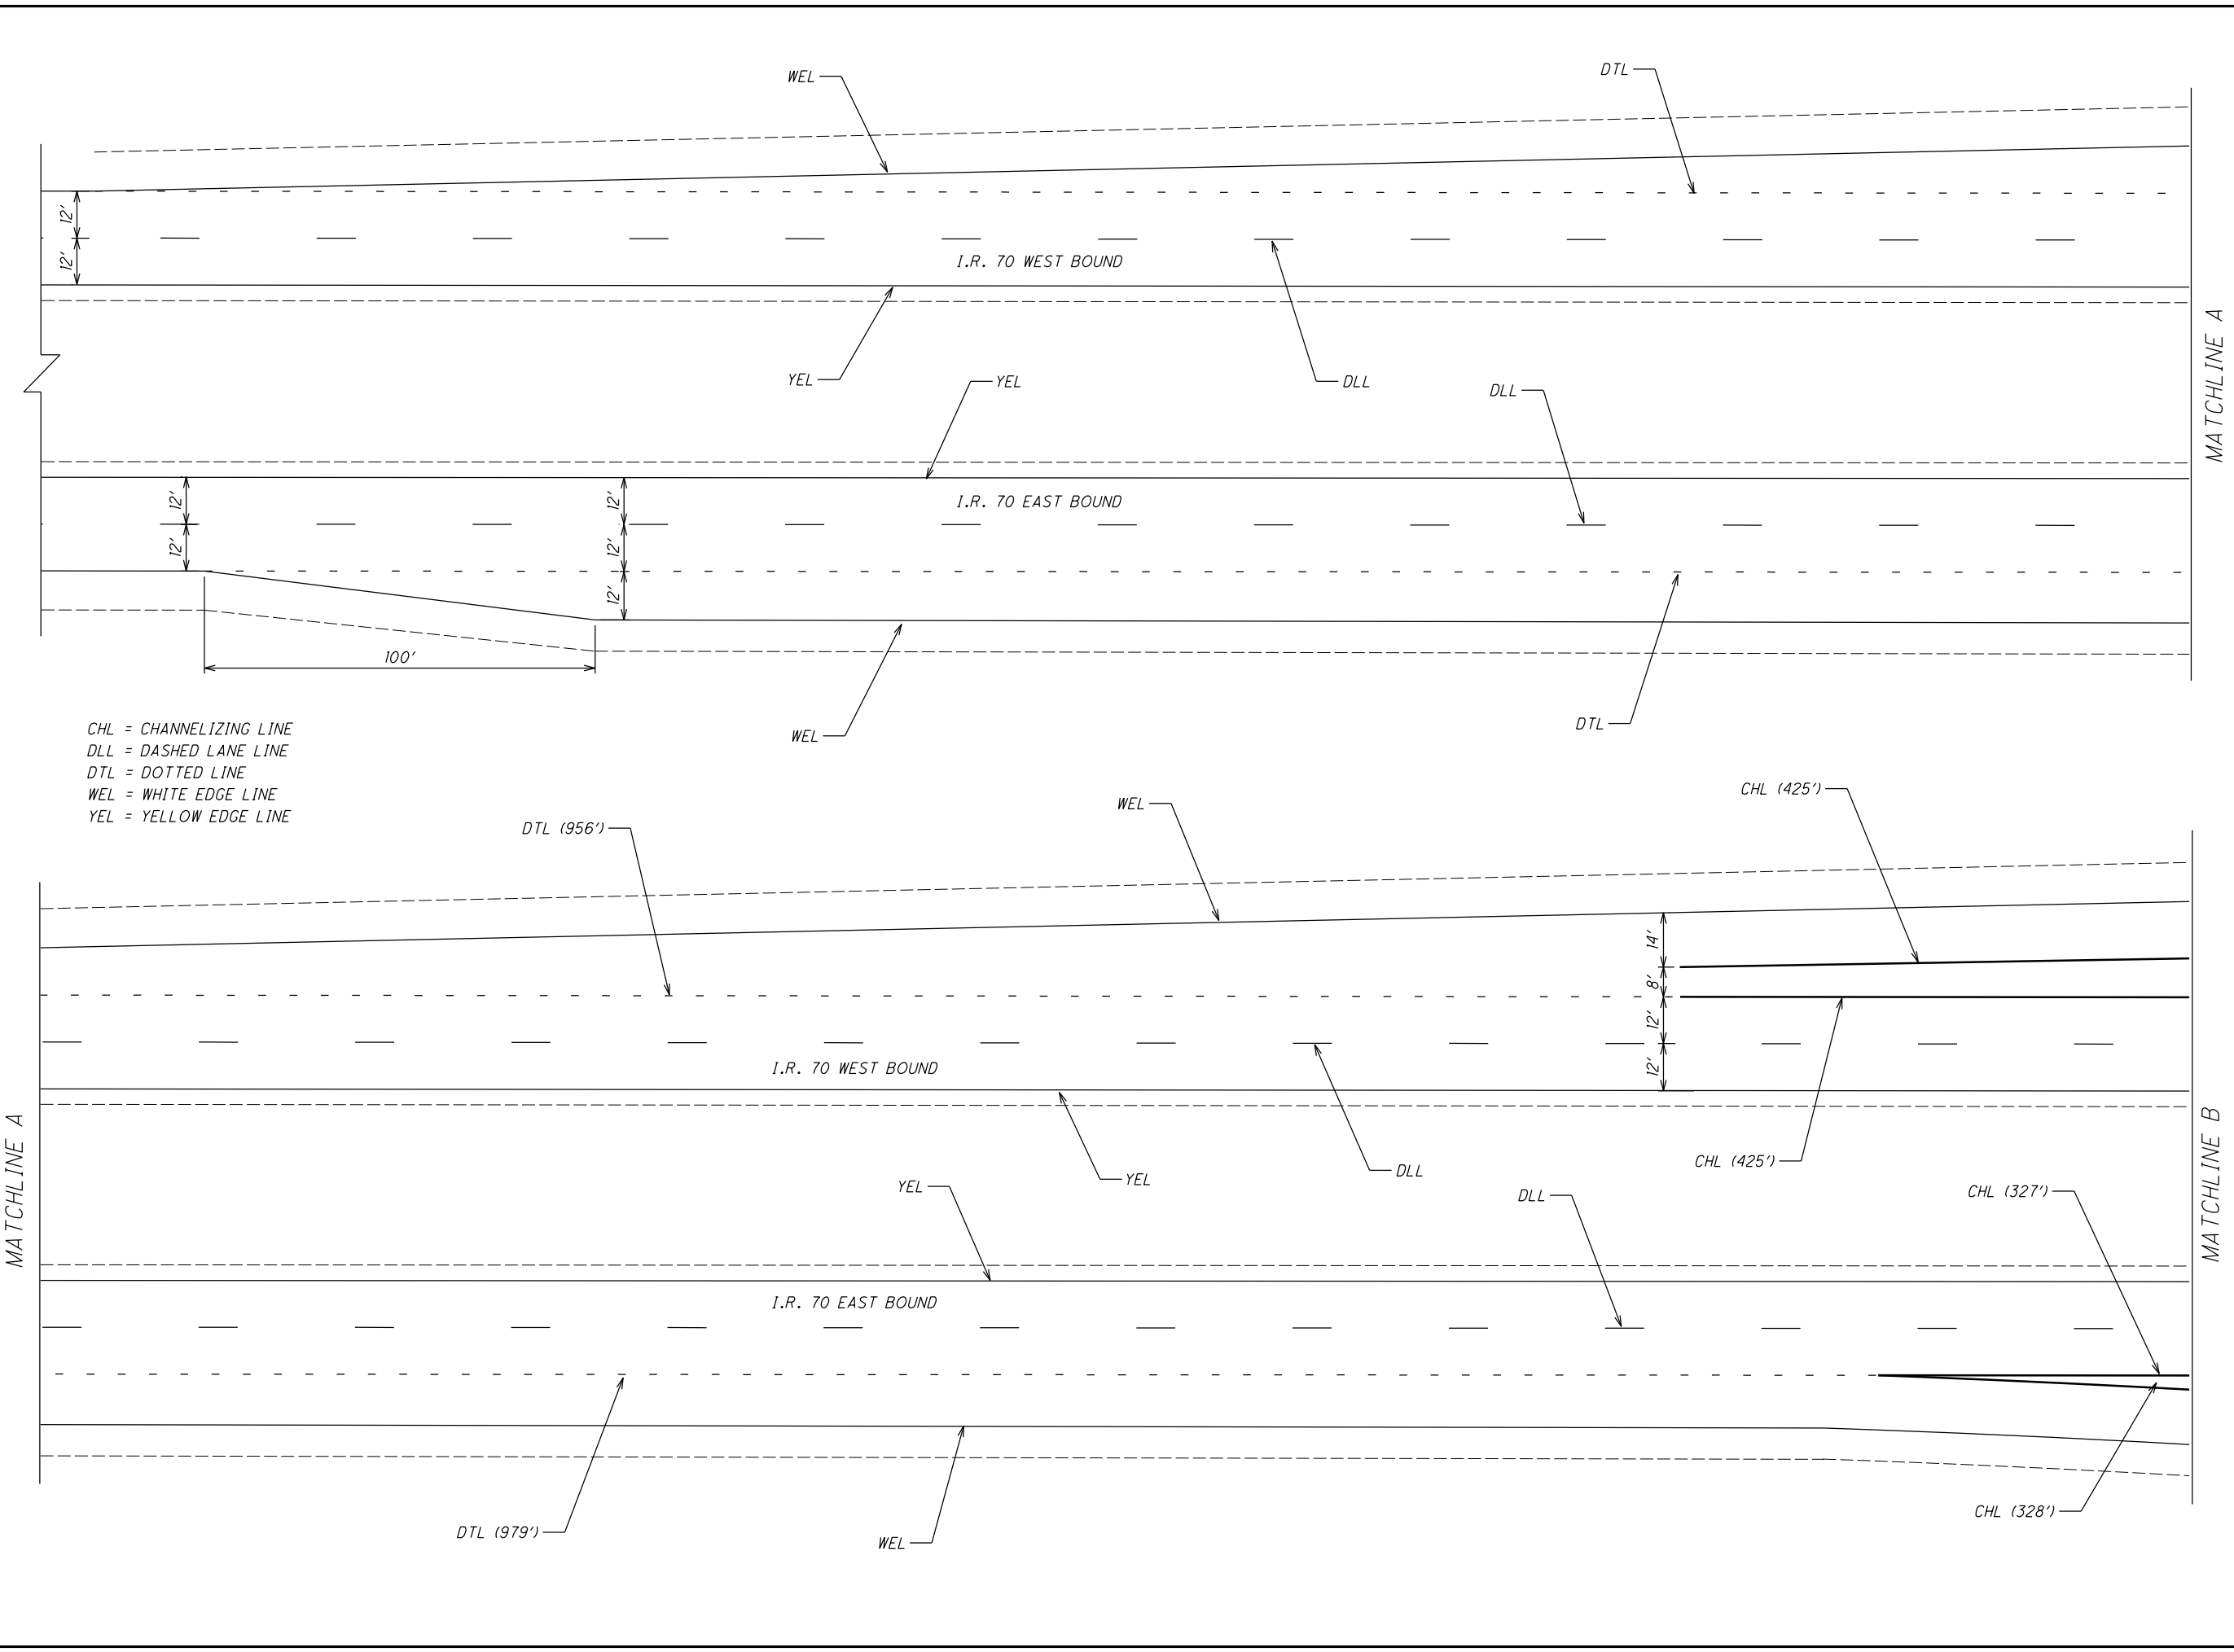 WEL
DTL
12'
12'
I.R. 70 WEST BOUND
YEL
YEL
DLL
DLL
MATCHLINE A
12'
12'
12'
12'
12'
I.R. 70 EAST BOUND
100'
WEL
DTL
CHL = CHANNELIZING LINE
DLL = DASHED LANE LINE
DTL = DOTTED LINE
WEL = WHITE EDGE LINE
YEL = YELLOW EDGE LINE
DTL (956')
WEL
CHL (425')
14'
8'
12'
12'
I.R. 70 WEST BOUND
MATCHLINE A
MATCHLINE B
YEL
YEL
DLL
CHL (425')
DLL
CHL (327')
I.R. 70 EAST BOUND
DTL (979')
WEL
CHL (328')